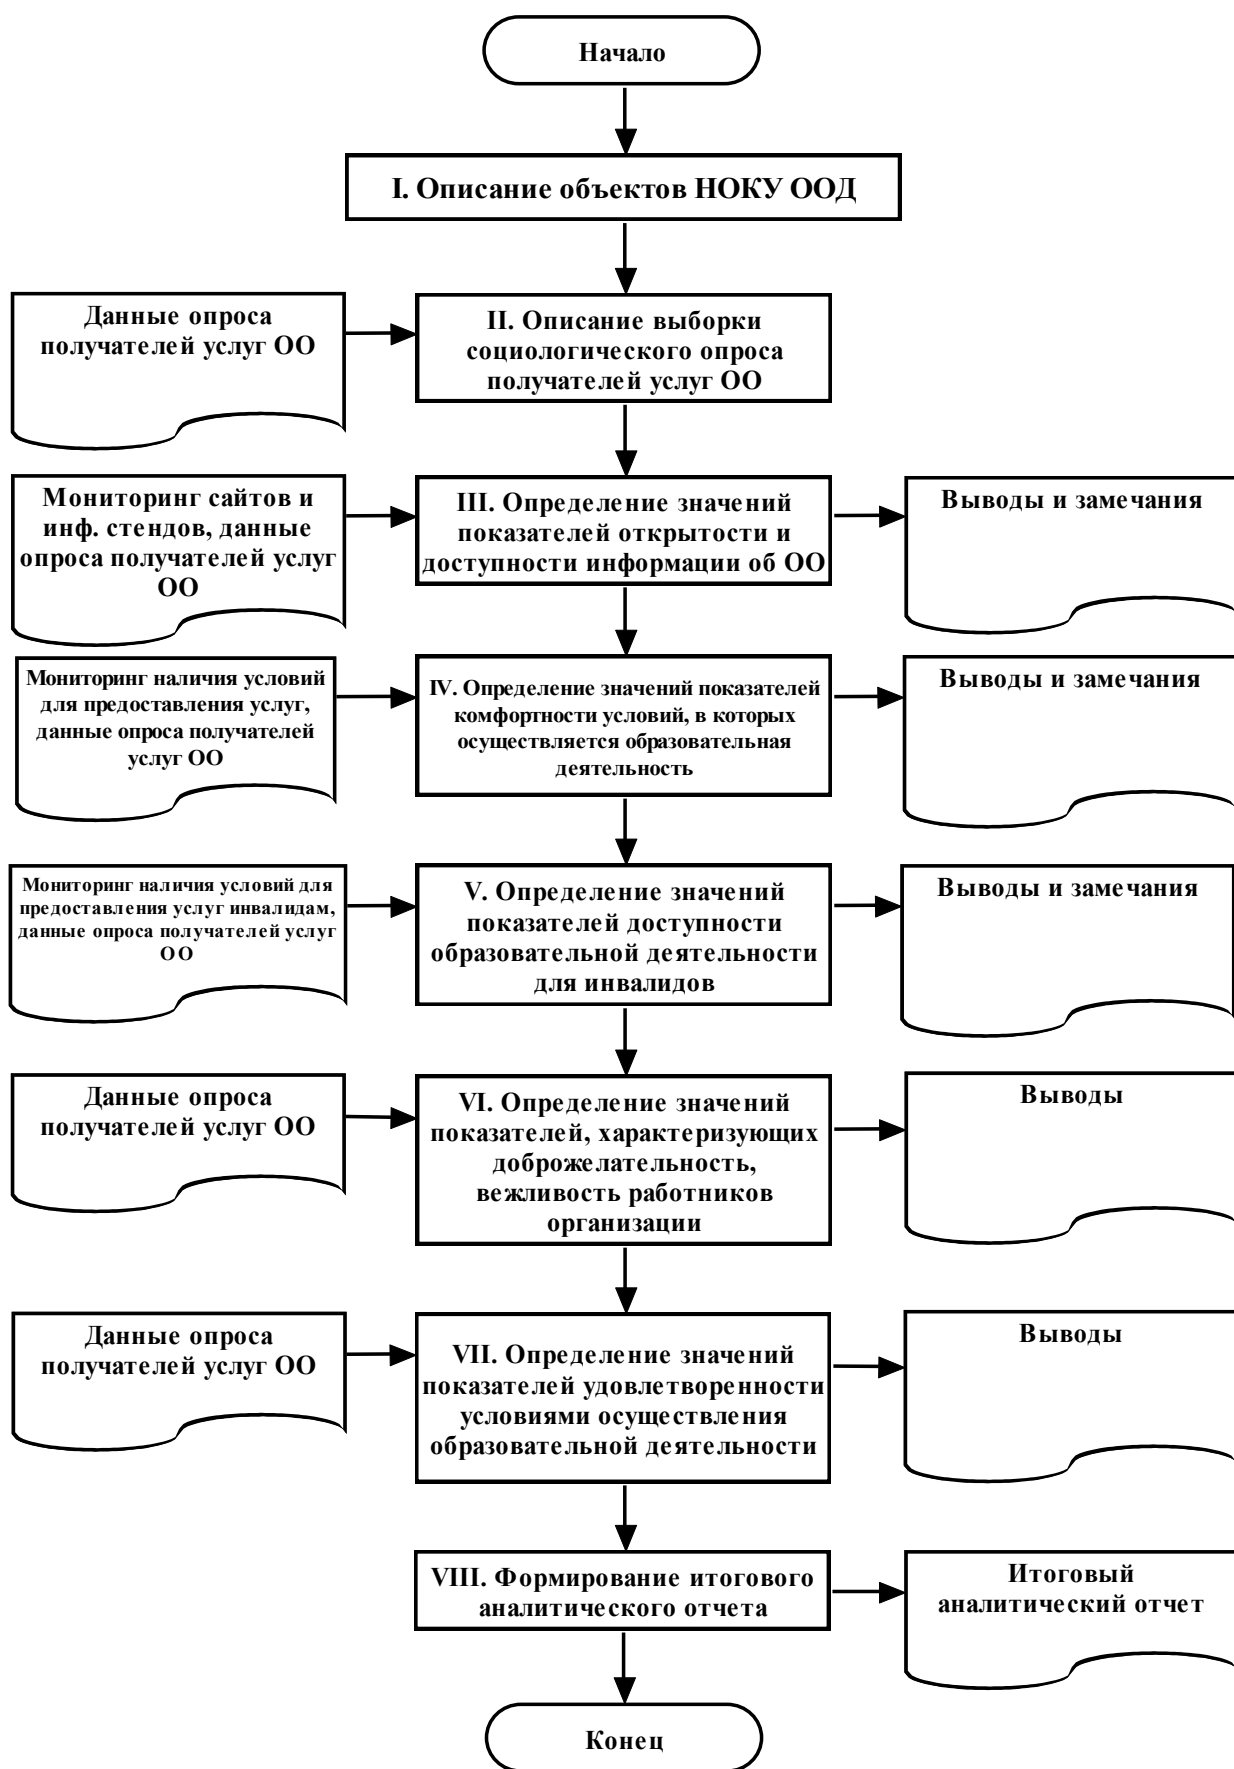 Начало
I. Описание объектов НОКУ ООД
Данные опроса
получателей услуг ОО
II. Описание выборки
социологического опроса
получателей услуг ОО
Мониторинг сайтов и
инф. стендов, данные
опроса получателей услуг
ОО
III. Определение значений
показателей открытости и
доступности информации об ОО
Выводы и замечания
Мониторинг наличия условий
для предоставления услуг,
данные опроса получателей
услуг ОО
IV. Определение значений показателей
комфортности условий, в которых
осуществляется образовательная
деятельность
Выводы и замечания
Мониторинг наличия условий для
предоставления услуг инвалидам,
данные опроса получателей услуг
ОО
V. Определение значений
показателей доступности
образовательной деятельности
для инвалидов
Выводы и замечания
Данные опроса
получателей услуг ОО
VI. Определение значений
показателей, характеризующих
доброжелательность,
вежливость работников
организации
Выводы
Данные опроса
получателей услуг ОО
VII. Определение значений
показателей удовлетворенности
условиями осуществления
образовательной деятельности
Выводы
VIII. Формирование итогового
аналитического отчета
Итоговый
аналитический отчет
Конец